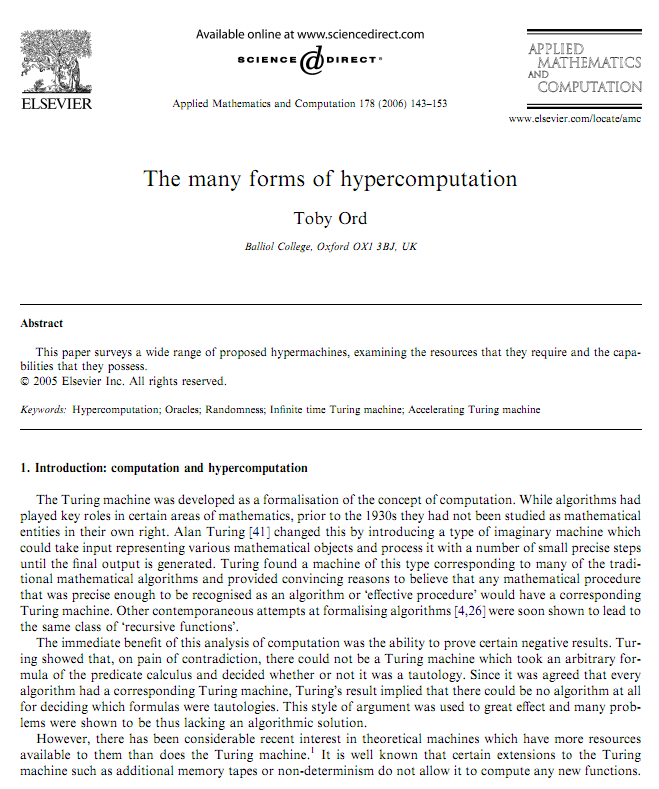 Available online at www.sciencedirect.com
SCIENCE DIRECT®
ELSEVIER
APPLIED
MATHEMATICS
AND
COMPUTATION
Applied Mathematics and Computation 178 (2006) 143–153
www.elsevier.com/locate/amc
The many forms of hypercomputation
Toby Ord
Balliol College, Oxford OX1 3BJ, UK
Abstract
This paper surveys a wide range of proposed hypermachines, examining the resources that they require and the capa-
bilities that they possess.
© 2005 Elsevier Inc. All rights reserved.
Keywords: Hypercomputation; Oracles; Randomness; Infinite time Turing machine; Accelerating Turing machine
1. Introduction: computation and hypercomputation
The Turing machine was developed as a formalisation of the concept of computation. While algorithms had
played key roles in certain areas of mathematics, prior to the 1930s they had not been studied as mathematical
entities in their own right. Alan Turing [41] changed this by introducing a type of imaginary machine which
could take input representing various mathematical objects and process it with a number of small precise steps
until the final output is generated. Turing found a machine of this type corresponding to many of the tradi-
tional mathematical algorithms and provided convincing reasons to believe that any mathematical procedure
that was precise enough to be recognised as an algorithm or ‘effective procedure’ would have a corresponding
Turing machine. Other contemporaneous attempts at formalising algorithms [4,26] were soon shown to lead to
the same class of ‘recursive functions’.
The immediate benefit of this analysis of computation was the ability to prove certain negative results. Tur-
ing showed that, on pain of contradiction, there could not be a Turing machine which took an arbitrary for-
mula of the predicate calculus and decided whether or not it was a tautology. Since it was agreed that every
algorithm had a corresponding Turing machine, Turing’s result implied that there could be no algorithm at all
for deciding which formulas were tautologies. This style of argument was used to great effect and many prob-
lems were shown to be thus lacking an algorithmic solution.
However, there has been considerable recent interest in theoretical machines which have more resources
available to them than does the Turing machine.¹ It is well known that certain extensions to the Turing
machine such as additional memory tapes or non-determinism do not allow it to compute any new functions.